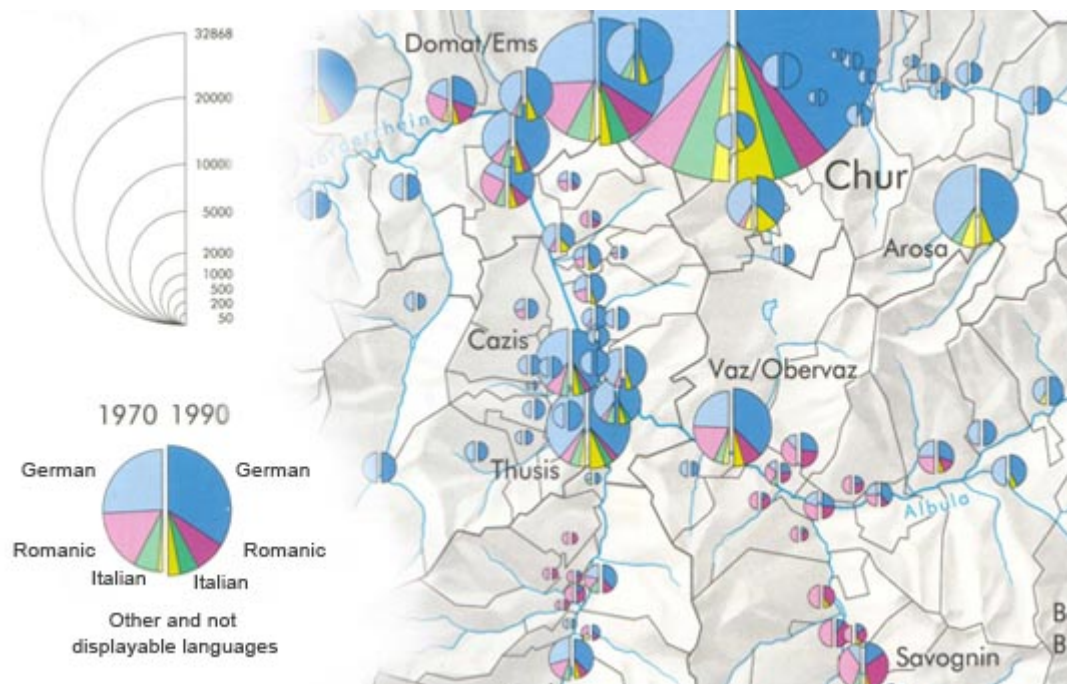 32868
20000
10000
5000
2000
1000
500
200
50
1970 1990
German
German
Romanic
Romanic
Italian
Italian
Other and not
displayable languages
Domat/Ems
Chur
Arosa
Cazis
Vaz/Obervaz
Thusis
Albula
Savognin
B
B